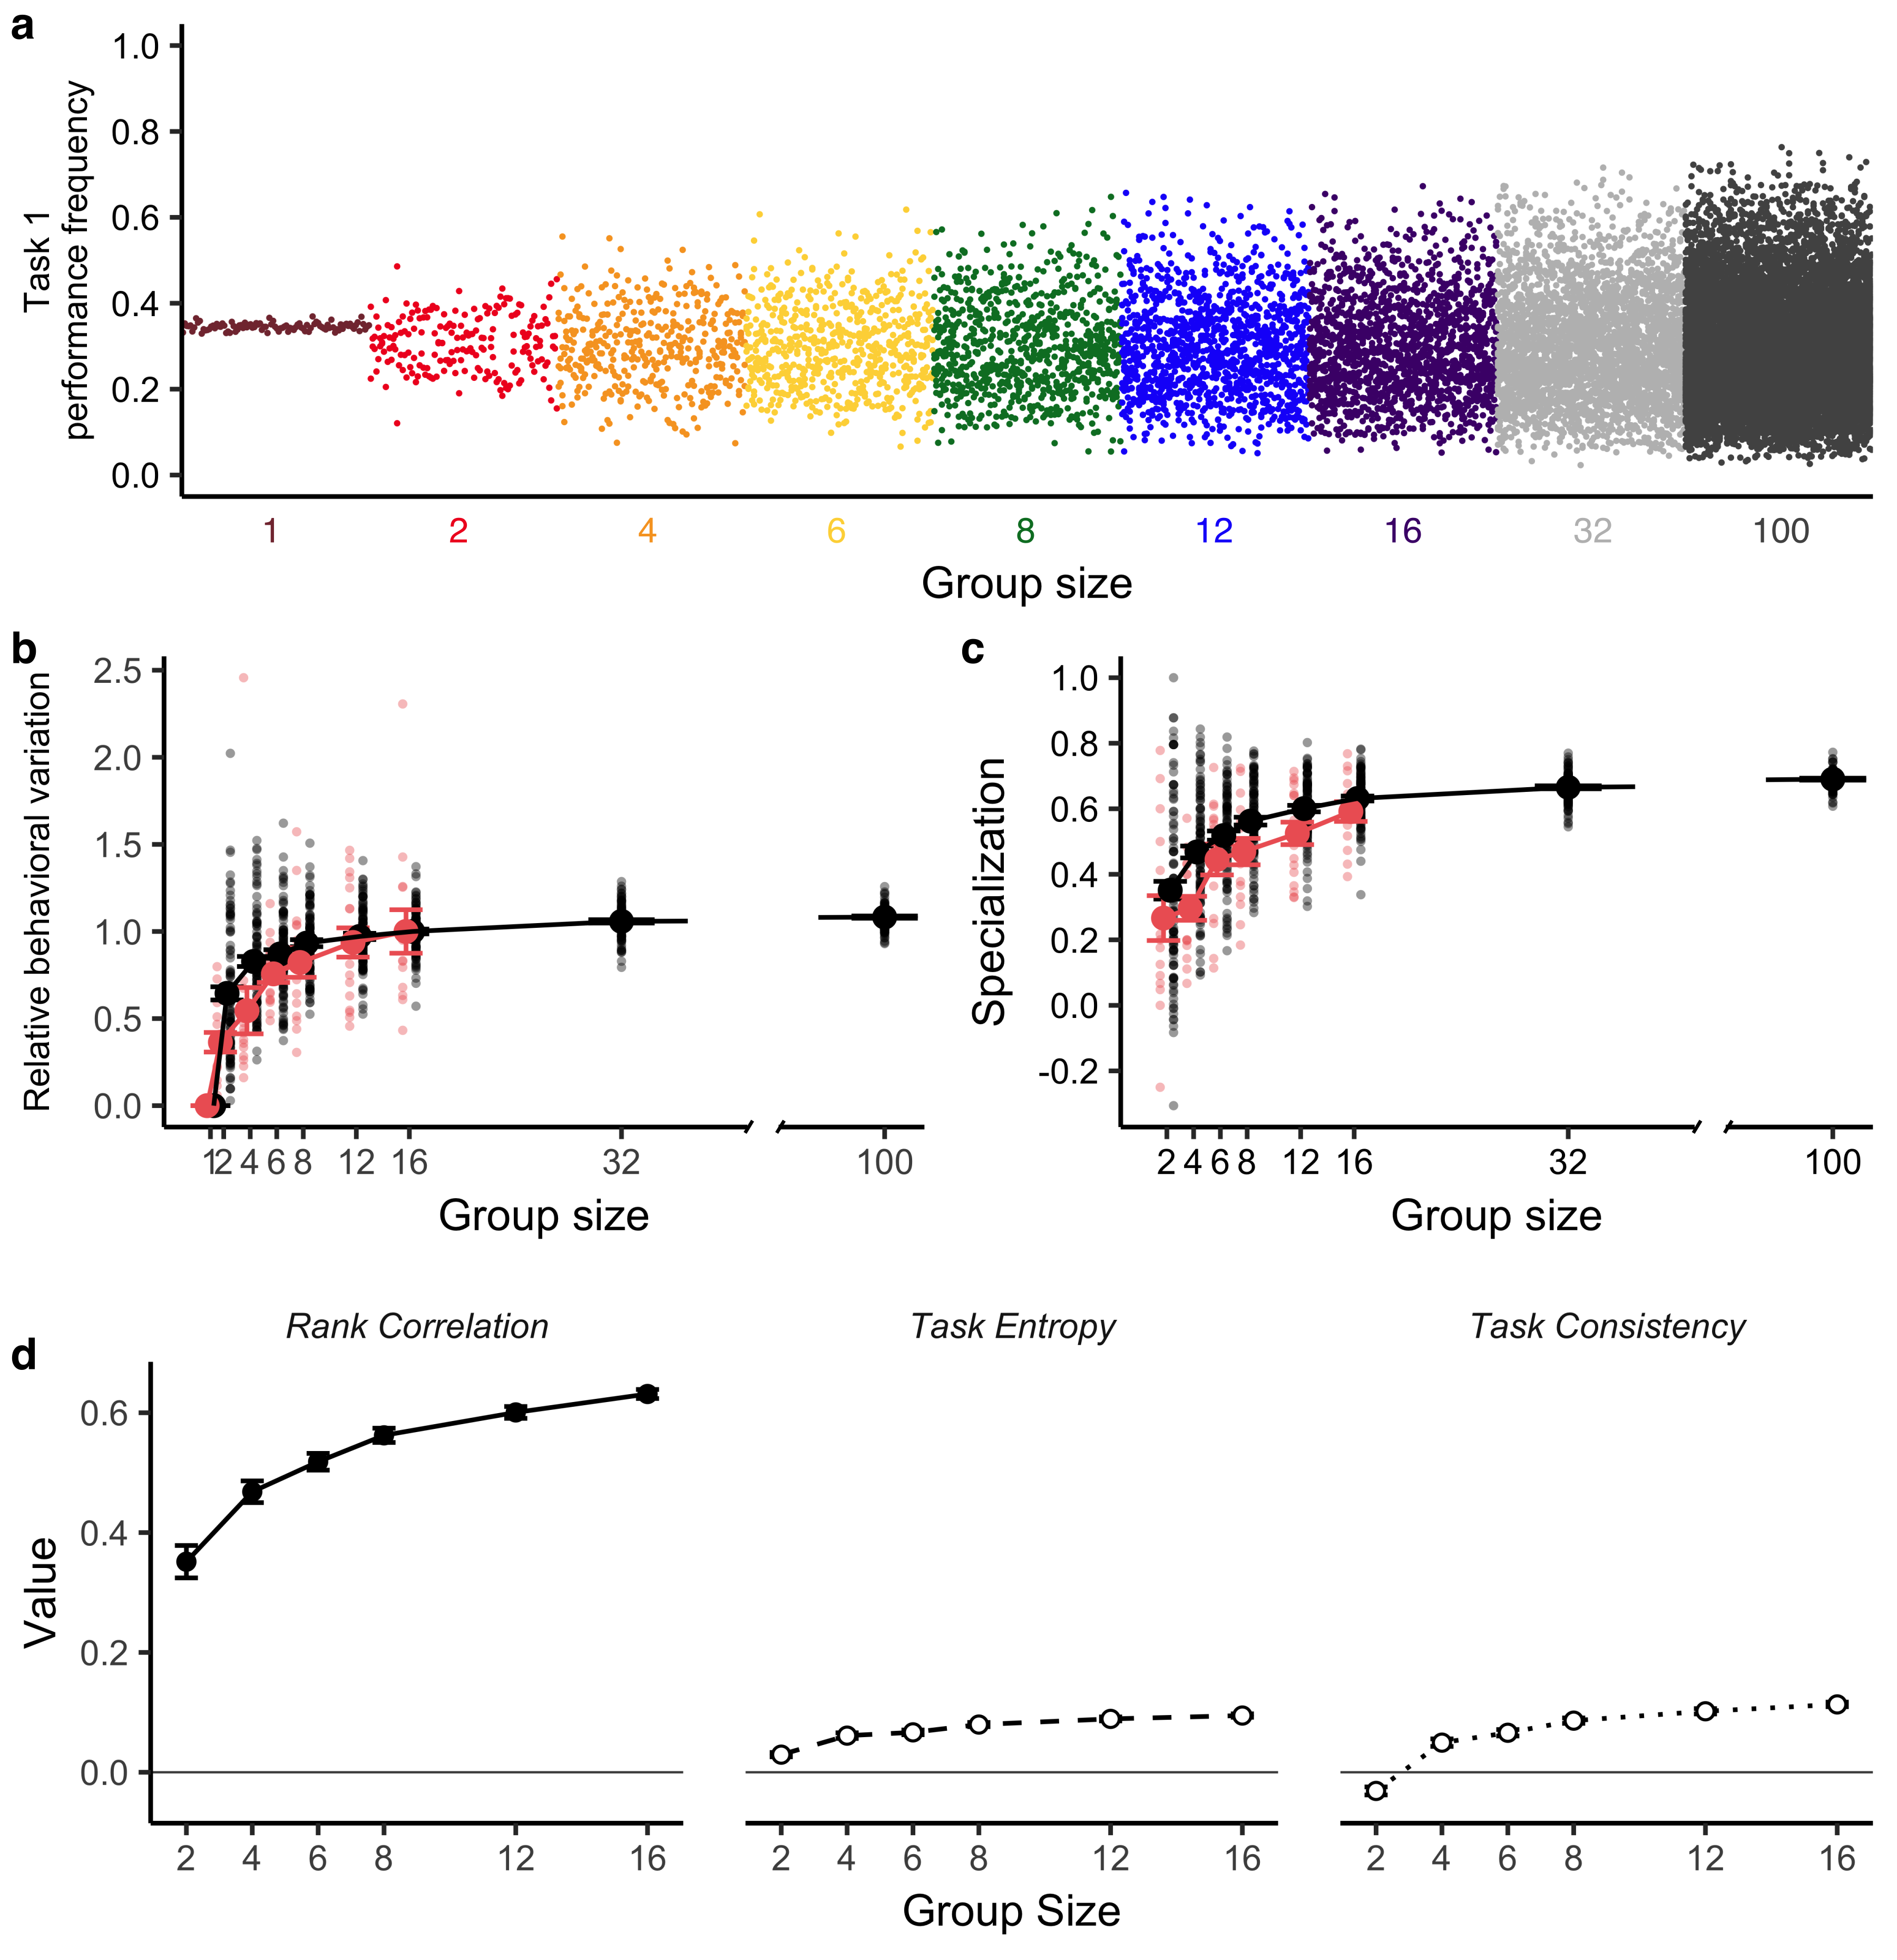 a
Task 1
performance frequency
1.0
0.8
0.6
0.4
0.2
0.0
1 2 4 6 8 12 16 32 100
Group size
b
Relative behavioral variation
2.5
2.0
1.5
1.0
0.5
0.0
1 2 4 6 8 12 16 32 100
Group size
c
Specialization
1.0
0.8
0.6
0.4
0.2
0.0
-0.2
2 4 6 8 12 16 32 100
Group size
d
Rank Correlation Task Entropy Task Consistency
Value
0.6
0.4
0.2
0.0
2 4 6 8 12 16 2 4 6 8 12 16 2 4 6 8 12 16
Group Size